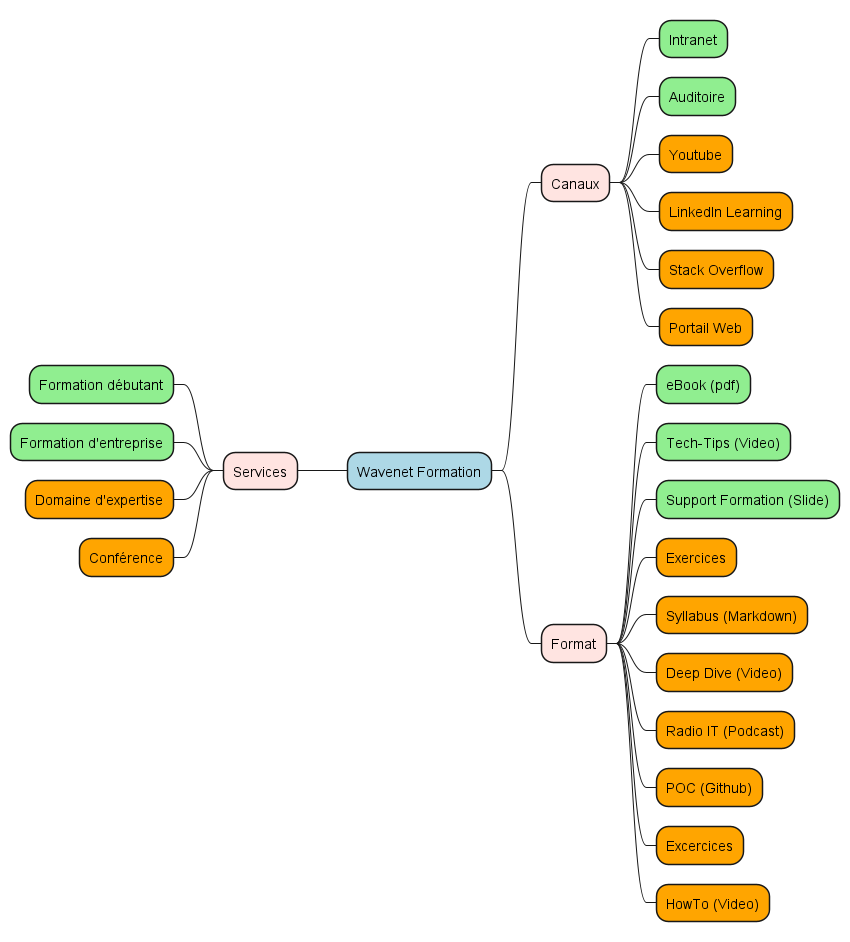 Intranet
Auditoire
Youtube
LinkedIn Learning
Stack Overflow
Portail Web
Canaux
Formation débutant
Formation d'entreprise
Domaine d'expertise
Conférence
Services
Wavenet Formation
eBook (pdf)
Tech-Tips (Video)
Support Formation (Slide)
Exercices
Syllabus (Markdown)
Deep Dive (Video)
Radio IT (Podcast)
POC (Github)
Excercices
HowTo (Video)
Format